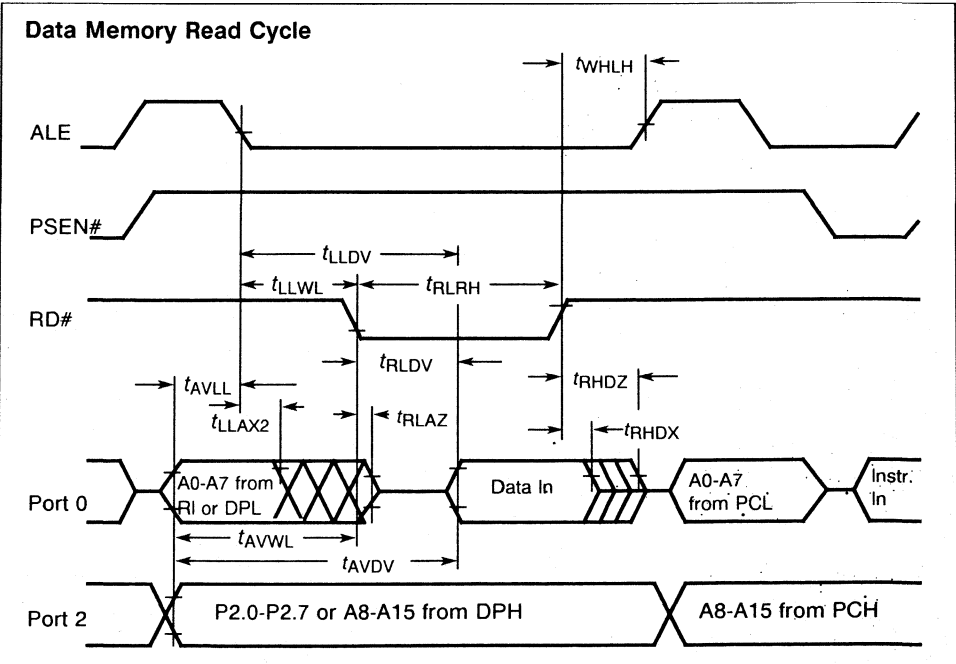 Data Memory Read Cycle
tWHLH
ALE
PSEN#
tLLDV
tLLWL
tRLRH
RD#
tRLDV
tAVLL
tRHDZ
tLLAX2
tRLAZ
tRHDX
Port 0
A0-A7 from
RI or DPL
Data In
A0-A7
from PCL
Instr.
In
tAVWL
tAVDV
Port 2
P2.0-P2.7 or A8-A15 from DPH
A8-A15 from PCH